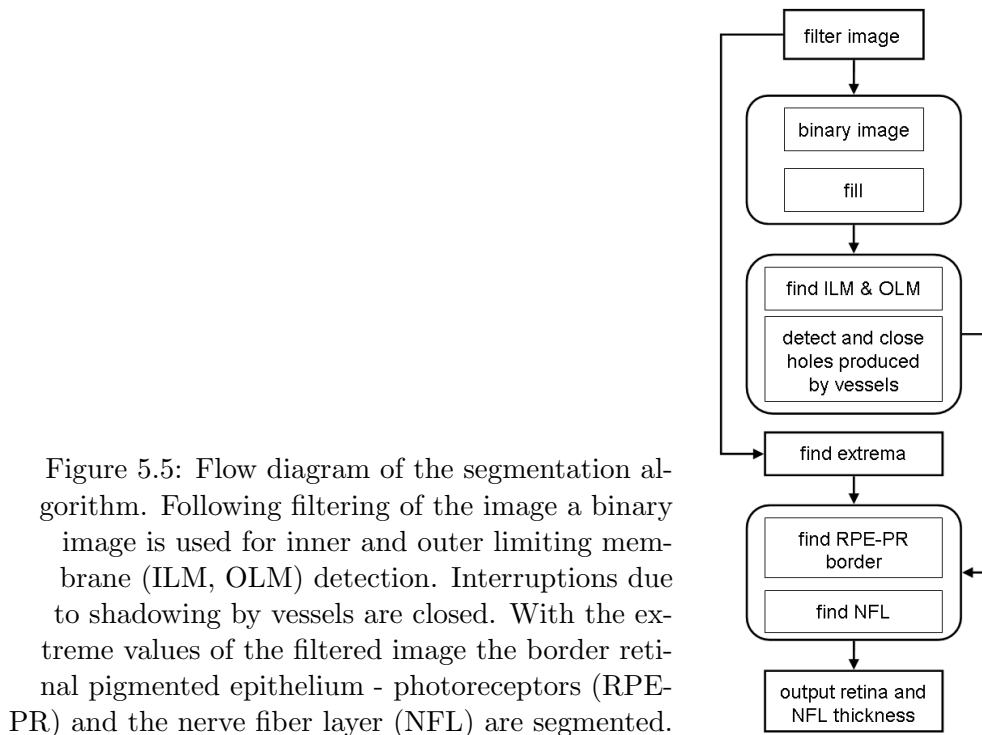 filter image
binary image
fill
find ILM & OLM
detect and close
holes produced
by vessels
find extrema
find RPE-PR
border
find NFL
output retina and
NFL thickness
Figure 5.5: Flow diagram of the segmentation al-
gorithm. Following filtering of the image a binary
image is used for inner and outer limiting mem-
brane (ILM, OLM) detection. Interruptions due
to shadowing by vessels are closed. With the ex-
treme values of the filtered image the border reti-
nal pigmented epithelium - photoreceptors (RPE-
PR) and the nerve fiber layer (NFL) are segmented.